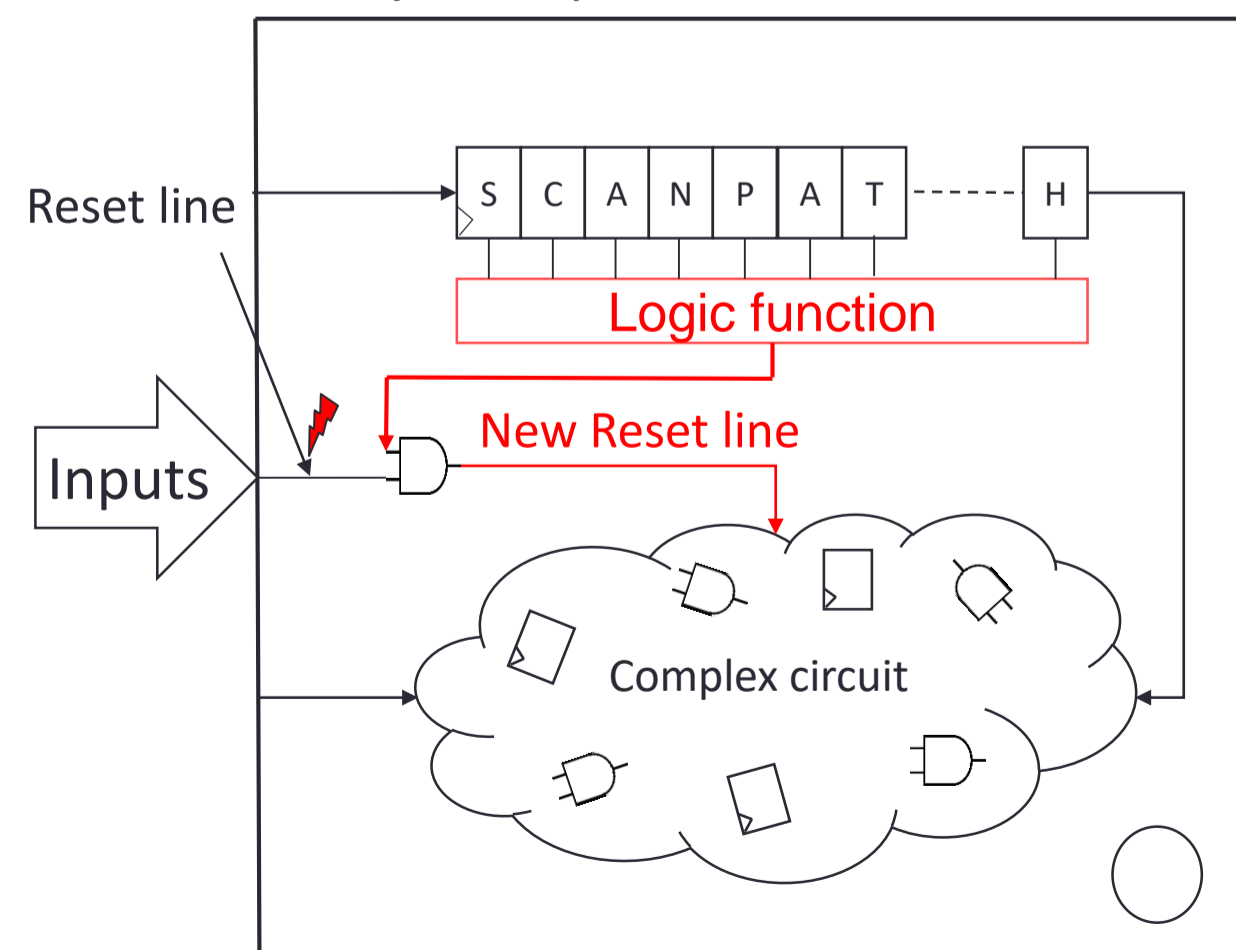 S C A N P A T H
Reset line
Logic function
New Reset line
Inputs
Complex circuit